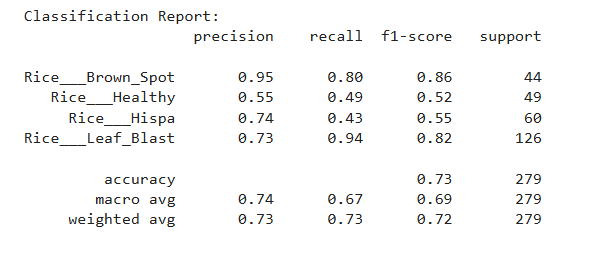 Classification Report:
precision recall f1-score support
Rice___Brown_Spot 0.95 0.80 0.86 44
Rice___Healthy 0.55 0.49 0.52 49
Rice___Hispa 0.74 0.43 0.55 60
Rice___Leaf_Blast 0.73 0.94 0.82 126
accuracy 0.73 279
macro avg 0.74 0.67 0.69 279
weighted avg 0.73 0.73 0.72 279